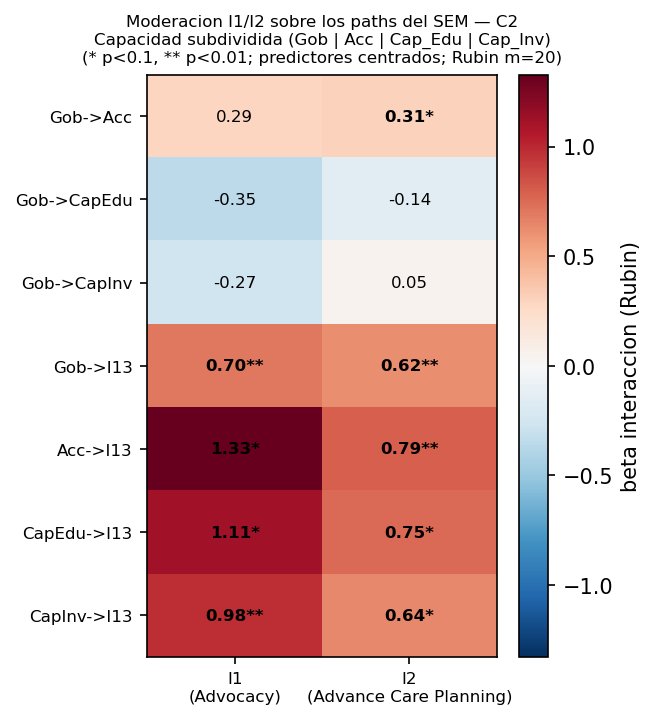 Moderacion I1/I2 sobre los paths del SEM — C2
Capacidad subdividida (Gob | Acc | Cap_Edu | Cap_Inv)
(* p<0.1, ** p<0.01; predictores centrados; Rubin m=20)
Gob->Acc 0.29 0.31*
Gob->CapEdu -0.35 -0.14
Gob->CapInv -0.27 0.05
Gob->I13 0.70** 0.62**
Acc->I13 1.33* 0.79**
CapEdu->I13 1.11* 0.75*
CapInv->I13 0.98** 0.64*
I1 I2
(Advocacy) (Advance Care Planning)
1.0
0.5
0.0
−0.5
−1.0
beta interaccion (Rubin)